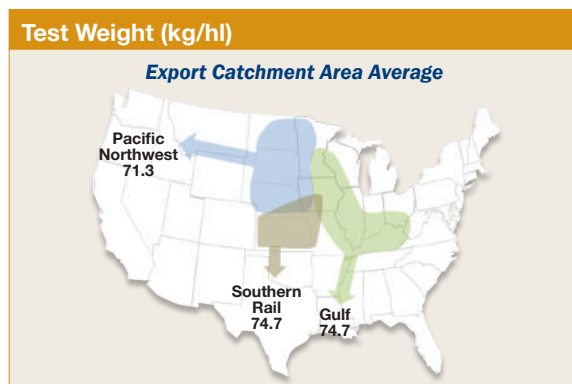 Test Weight (kg/hl)
Export Catchment Area Average
Pacific
Northwest
71.3
Southern
Rail
74.7
Gulf
74.7